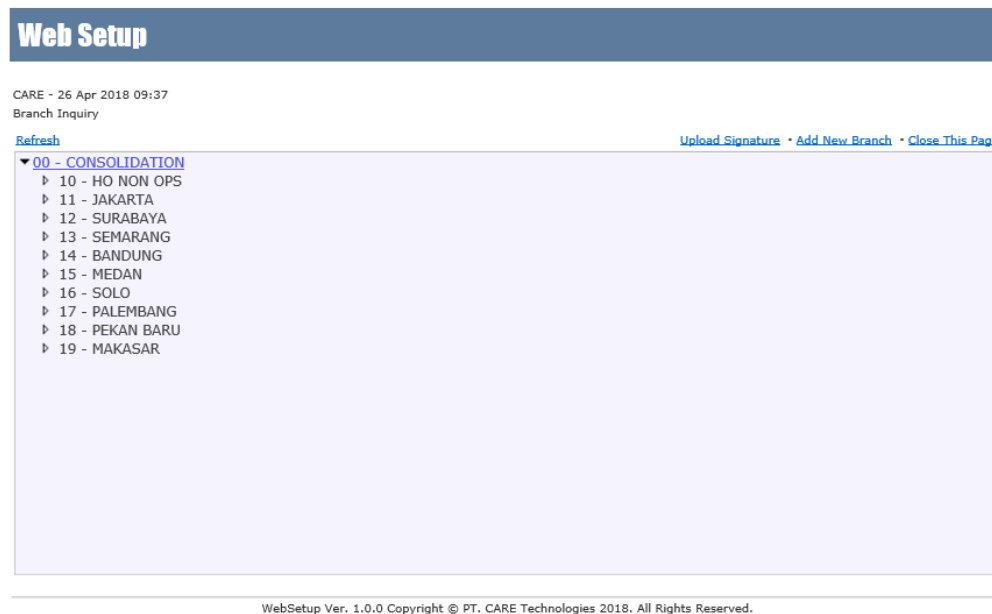 Web Setup
CARE - 26 Apr 2018 09:37
Branch Inquiry
Refresh Upload Signature · Add New Branch · Close This Pag
00 - CONSOLIDATION
10 - HO NON OPS
11 - JAKARTA
12 - SURABAYA
13 - SEMARANG
14 - BANDUNG
15 - MEDAN
16 - SOLO
17 - PALEMBANG
18 - PEKAN BARU
19 - MAKASAR
WebSetup Ver. 1.0.0 Copyright © PT. CARE Technologies 2018. All Rights Reserved.